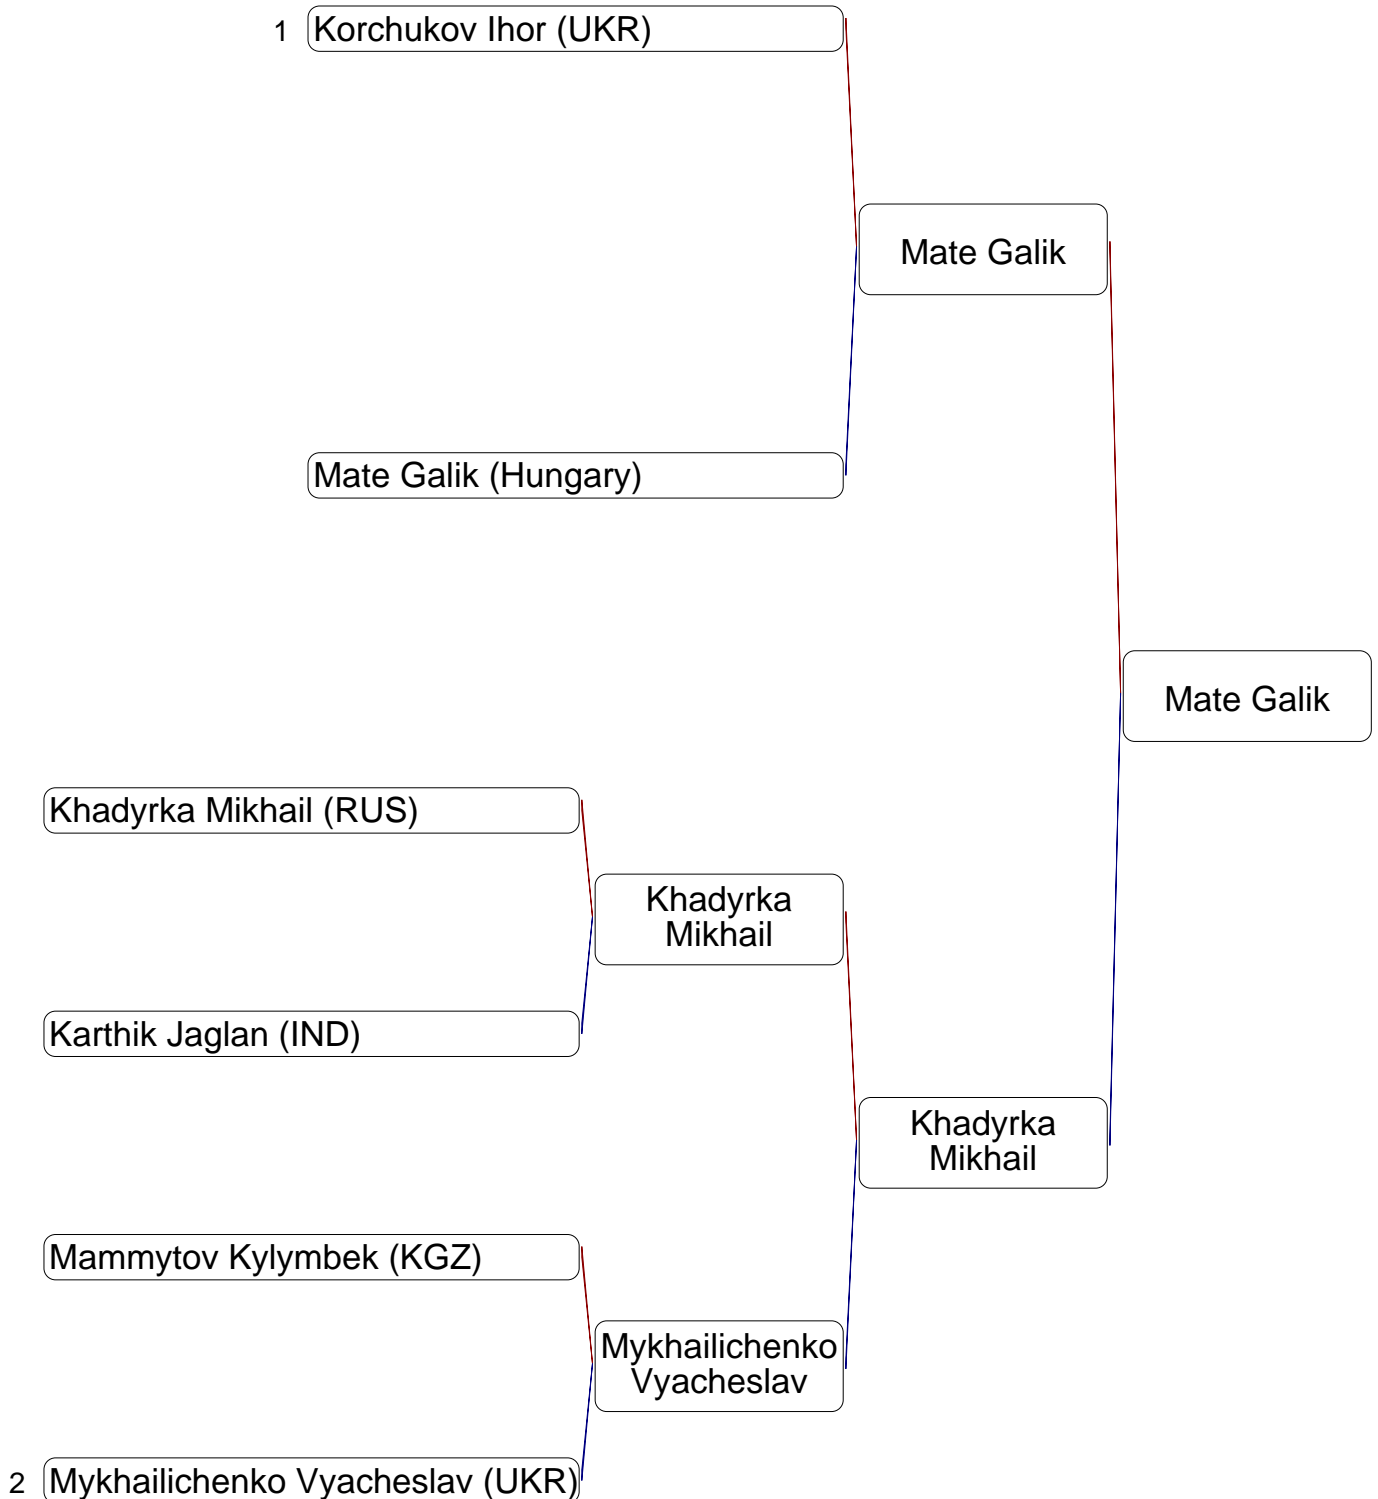 1 Korchukov Ihor (UKR)
Mate Galik
Mate Galik (Hungary)
Mate Galik
Khadyrka Mikhail (RUS)
Khadyrka
Mikhail
Karthik Jaglan (IND)
Khadyrka
Mikhail
Mammytov Kylymbek (KGZ)
Mykhailichenko
Vyacheslav
2 Mykhailichenko Vyacheslav (UKR)